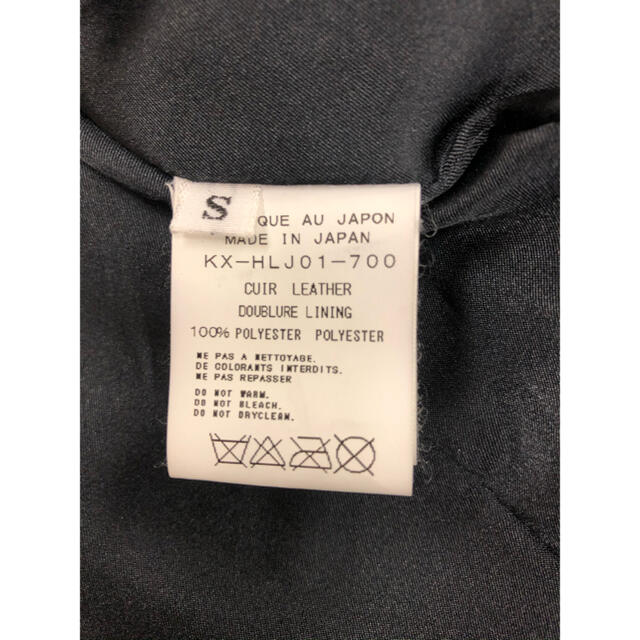 S
QUE AU JAPON
MADE IN JAPAN
KX-HLJ01-700
CUIR LEATHER
DOUBLURE LINING
100% POLYESTER POLYESTER
NE PAS A NETTOYAGE.
DE COLORANTS INTERDITS.
NE PAS REPASSER
DO NOT WARM.
DO NOT BLEACH.
DO NOT DRYCLEAN.